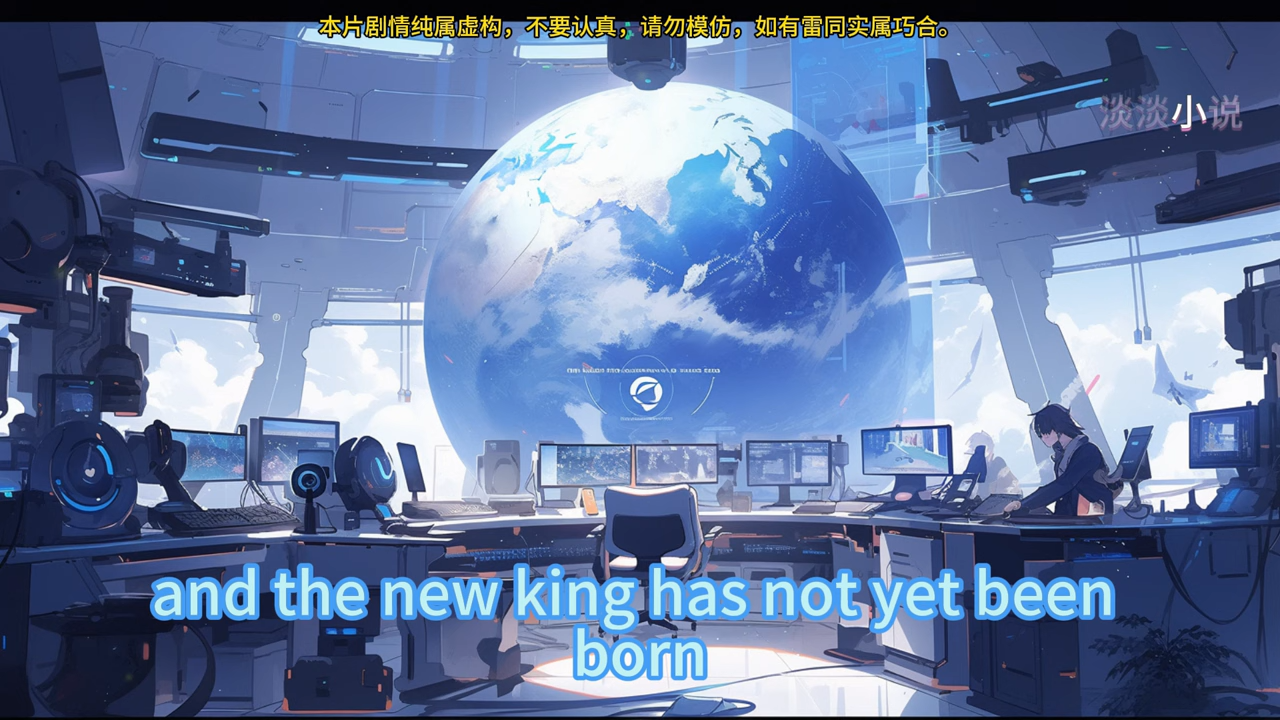 本片剧情纯属虚构，不要认真，请勿模仿，如有雷同实属巧合。
淡淡小说
and the new king has not yet been
born